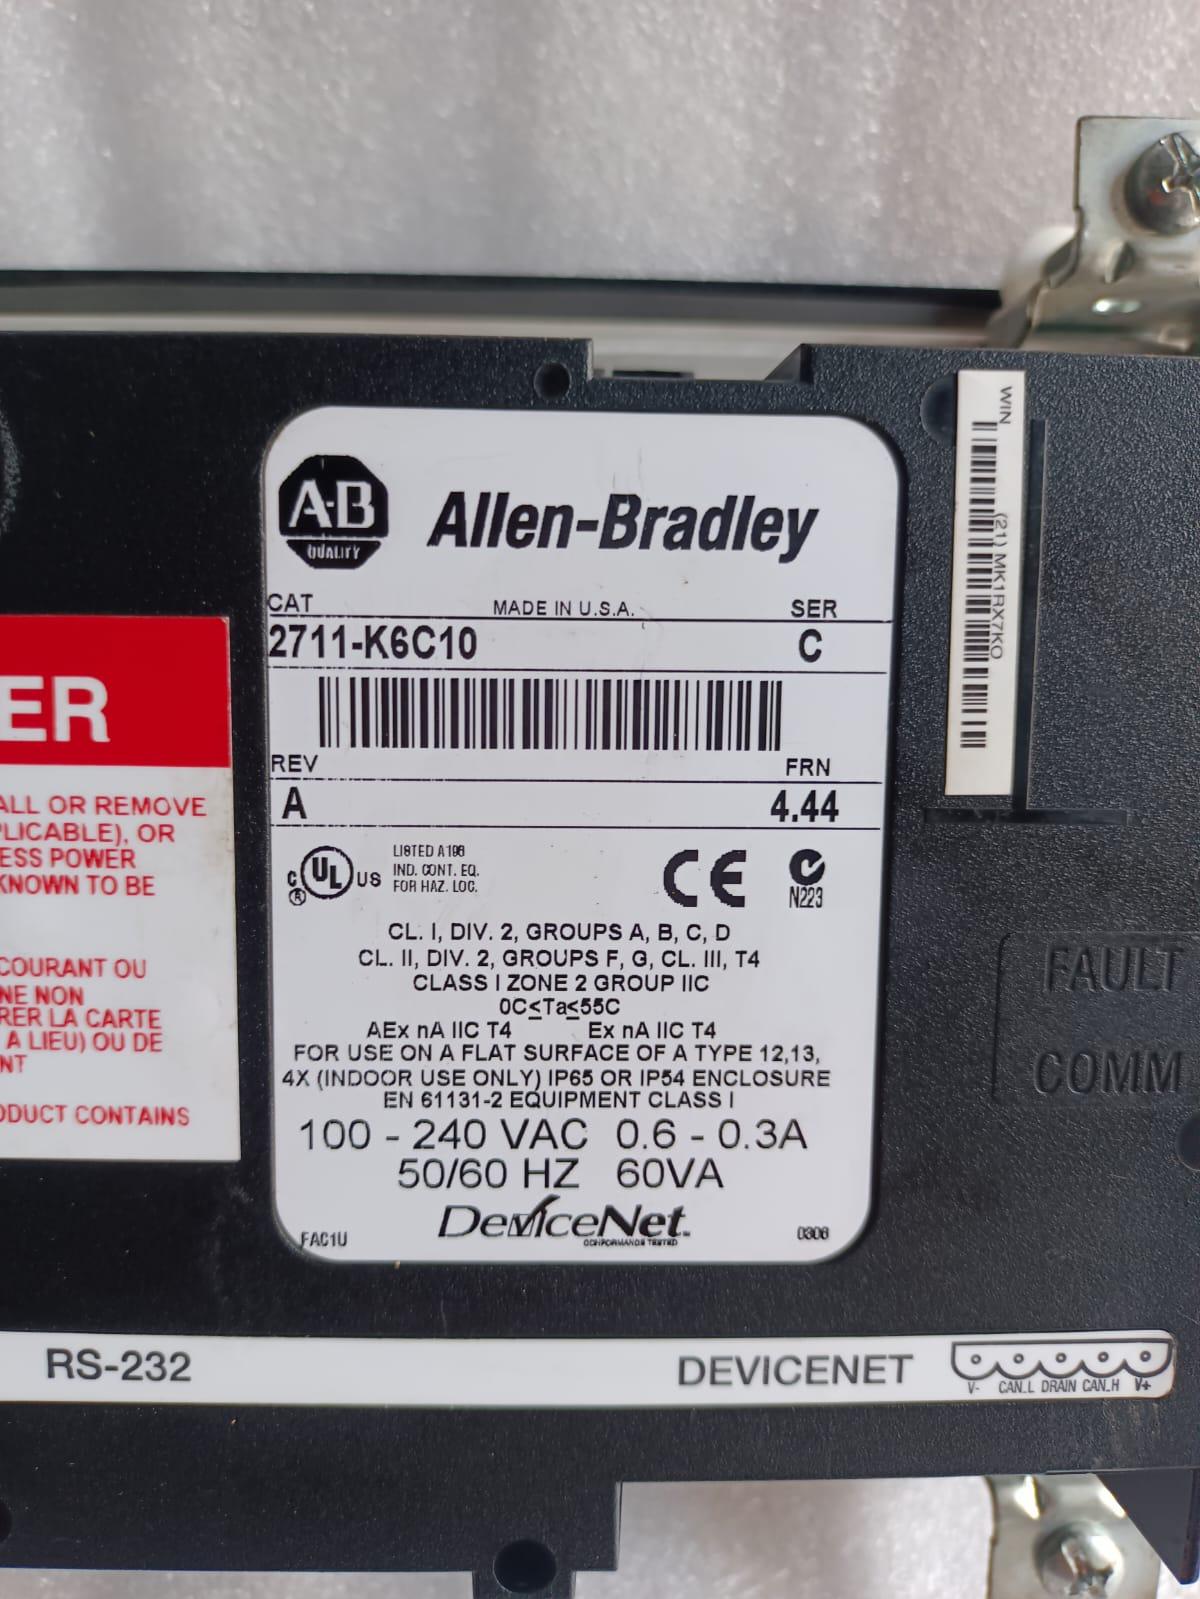 A-B
QUALITY
Allen-Bradley
CAT MADE IN U.S.A. SER
2711-K6C10 C
REV FRN
A 4.44
C UL US
®
LISTED A196
IND. CONT. EQ.
FOR HAZ. LOC.
CE
N223
CL. I, DIV. 2, GROUPS A, B, C, D
CL. II, DIV. 2, GROUPS F, G, CL. III, T4
CLASS I ZONE 2 GROUP IIC
0C≤Ta≤55C
AEx nA IIC T4 Ex nA IIC T4
FOR USE ON A FLAT SURFACE OF A TYPE 12,13,
4X (INDOOR USE ONLY) IP65 OR IP54 ENCLOSURE
EN 61131-2 EQUIPMENT CLASS I
100 - 240 VAC 0.6 - 0.3A
50/60 HZ 60VA
DeviceNet™
CONFORMANCE TESTED
FAC1U 0306
WIN
(21) MK1RX7KO
ER
ALL OR REMOVE
PLICABLE), OR
ESS POWER
KNOWN TO BE
COURANT OU
NE NON
RER LA CARTE
A LIEU) OU DE
NT
ODUCT CONTAINS
FAULT
COMM
RS-232 DEVICENET
V- CAN_L DRAIN CAN_H V+